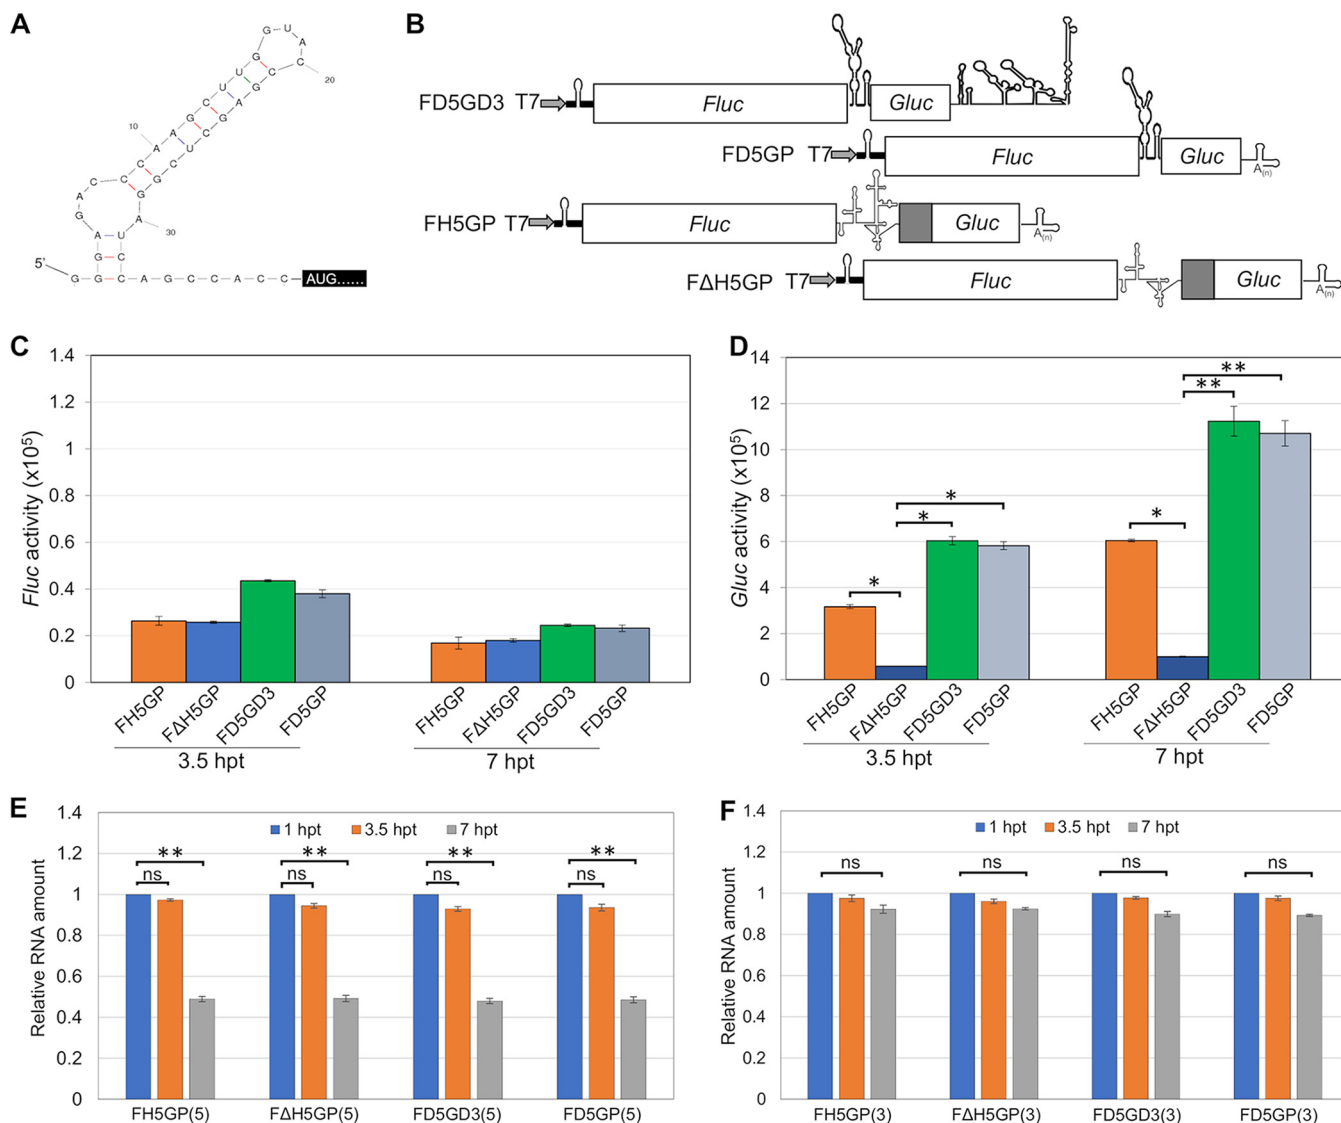 A
G G A G A C C C A A G C U U G G U A C C G A G C U C G G A U C C A G C C A C C AUG......
5'
10
20
30
B
FD5GD3 T7 Fluc Gluc
FD5GP T7 Fluc Gluc A(n)
FH5GP T7 Fluc Gluc A(n)
FΔH5GP T7 Fluc Gluc A(n)
C
Fluc activity (x10⁵)
1.4
1.2
1
0.8
0.6
0.4
0.2
0
FH5GP FΔH5GP FD5GD3 FD5GP FH5GP FΔH5GP FD5GD3 FD5GP
3.5 hpt 7 hpt
D
Gluc activity (x10⁵)
14
12
10
8
6
4
2
0
** **
* * * *
FH5GP FΔH5GP FD5GD3 FD5GP FH5GP FΔH5GP FD5GD3 FD5GP
3.5 hpt 7 hpt
E
Relative RNA amount
1.4
1.2
1
0.8
0.6
0.4
0.2
0
1 hpt 3.5 hpt 7 hpt
** ** ** **
ns ns ns ns
FH5GP(5) FΔH5GP(5) FD5GD3(5) FD5GP(5)
F
Relative RNA amount
1.4
1.2
1
0.8
0.6
0.4
0.2
0
1 hpt 3.5 hpt 7 hpt
ns ns ns ns
FH5GP(3) FΔH5GP(3) FD5GD3(3) FD5GP(3)